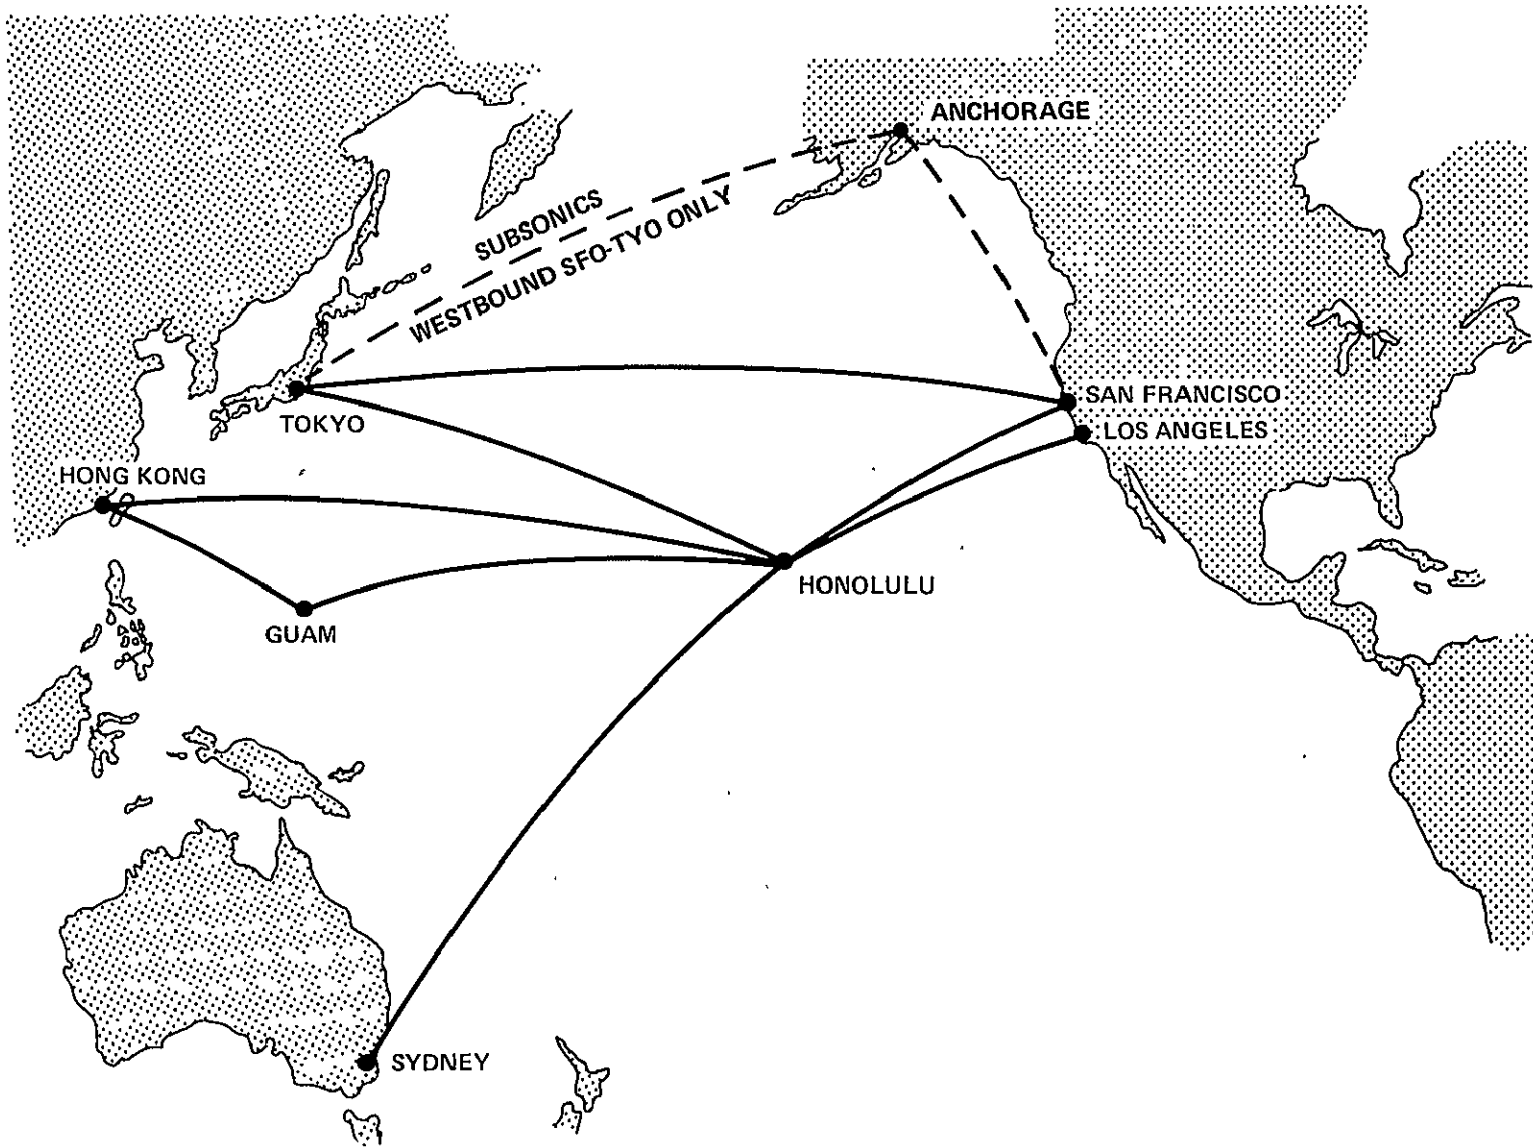 ANCHORAGE
SUBSONICS
WESTBOUND SFO-TYO ONLY
SAN FRANCISCO
TOKYO
LOS ANGELES
HONG KONG
HONOLULU
GUAM
SYDNEY